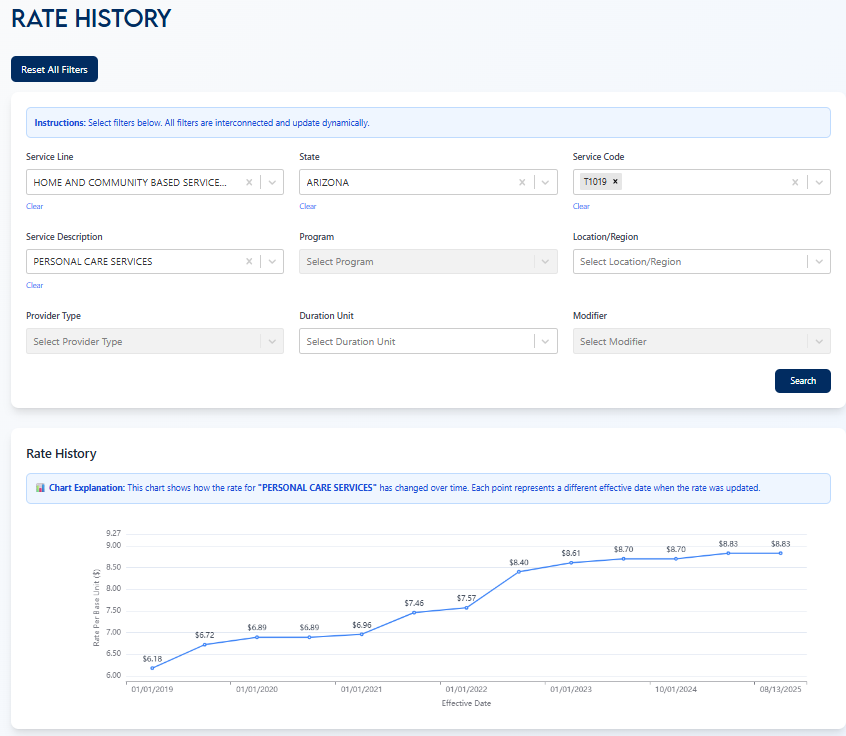 RATE HISTORY
Reset All Filters
Instructions: Select filters below. All filters are interconnected and update dynamically.
Service Line
State
Service Code
HOME AND COMMUNITY BASED SERVICE...
ARIZONA
T1019 ×
Clear
Clear
Clear
Service Description
Program
Location/Region
PERSONAL CARE SERVICES
Select Program
Select Location/Region
Clear
Provider Type
Duration Unit
Modifier
Select Provider Type
Select Duration Unit
Select Modifier
Search
Rate History
Chart Explanation: This chart shows how the rate for "PERSONAL CARE SERVICES" has changed over time. Each point represents a different effective date when the rate was updated.
Rate Per Base Unit ($)
9.27
9.00
8.50
8.00
7.50
7.00
6.50
6.00
$6.18
$6.72
$6.89
$6.89
$6.96
$7.46
$7.57
$8.40
$8.61
$8.70
$8.70
$8.83
$8.83
01/01/2019
01/01/2020
01/01/2021
01/01/2022
01/01/2023
10/01/2024
08/13/2025
Effective Date